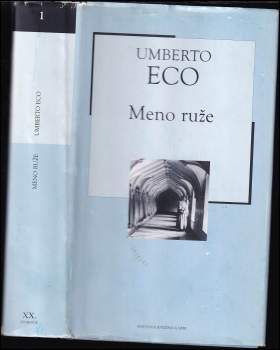 1
MENO RUŽE
UMBERTO ECO
XX.
UMBERTO
ECO
Meno ruže